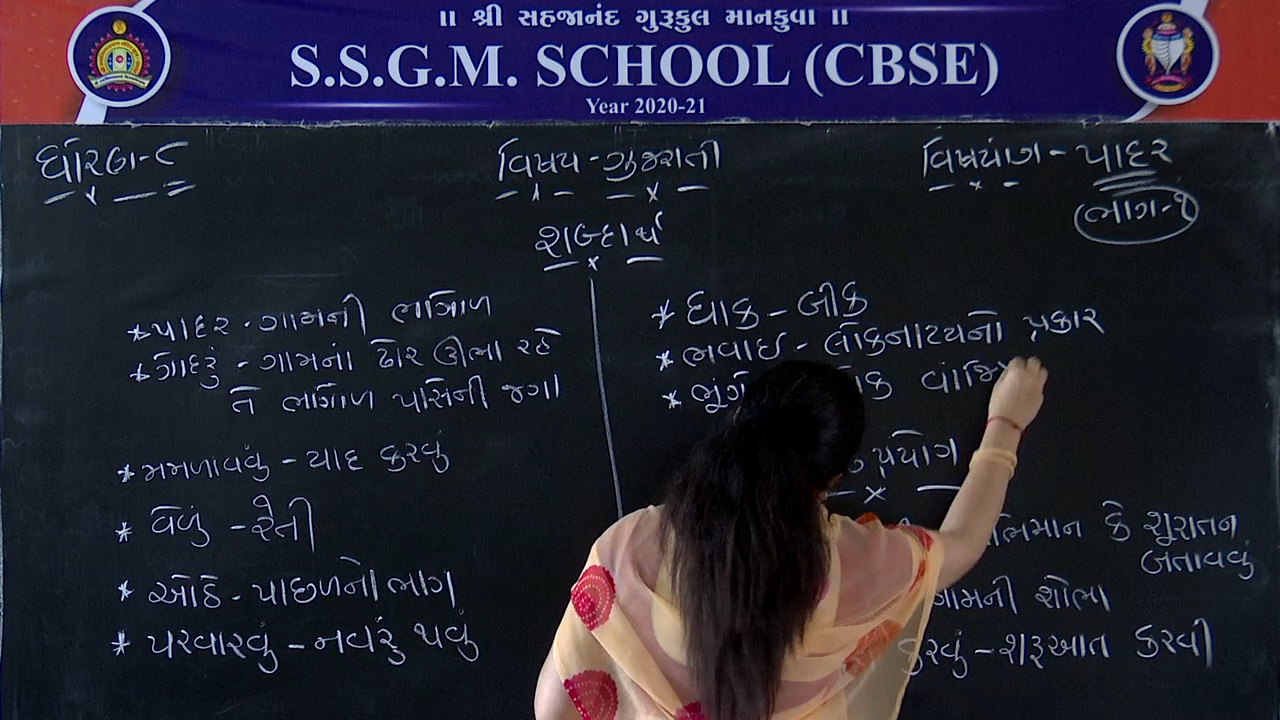 ॥ શ્રી સહજાનંદ ગુરૂકુલ માનકુવા ॥
S.S.G.M. SCHOOL (CBSE)
Year 2020-21
ધોરણ-૮
વિષય-ગુજરાતી
વિષયાંગ - પાદર
ભાગ-૧
શબ્દાર્થ
*પાદર - ગામની ભાગોળ
*ગોંદરું - ગામનાં ઢોર ઊભા રહે
તે ભાગોળ પાસેની જગા
* મમળાવવું - યાદ કરવું
* વેળું - રેતી
* ઓઠે - પાછળનો ભાગ
* પરવારવું - નવરું થવું
* ધાક - બીક
* ભવાઈ - લોકનાટ્યનો પ્રકાર
*
પ્રયોગ
કે શૂરાતન
બતાવવું
ગામની શોભા
કરવું - શરૂઆત કરવી